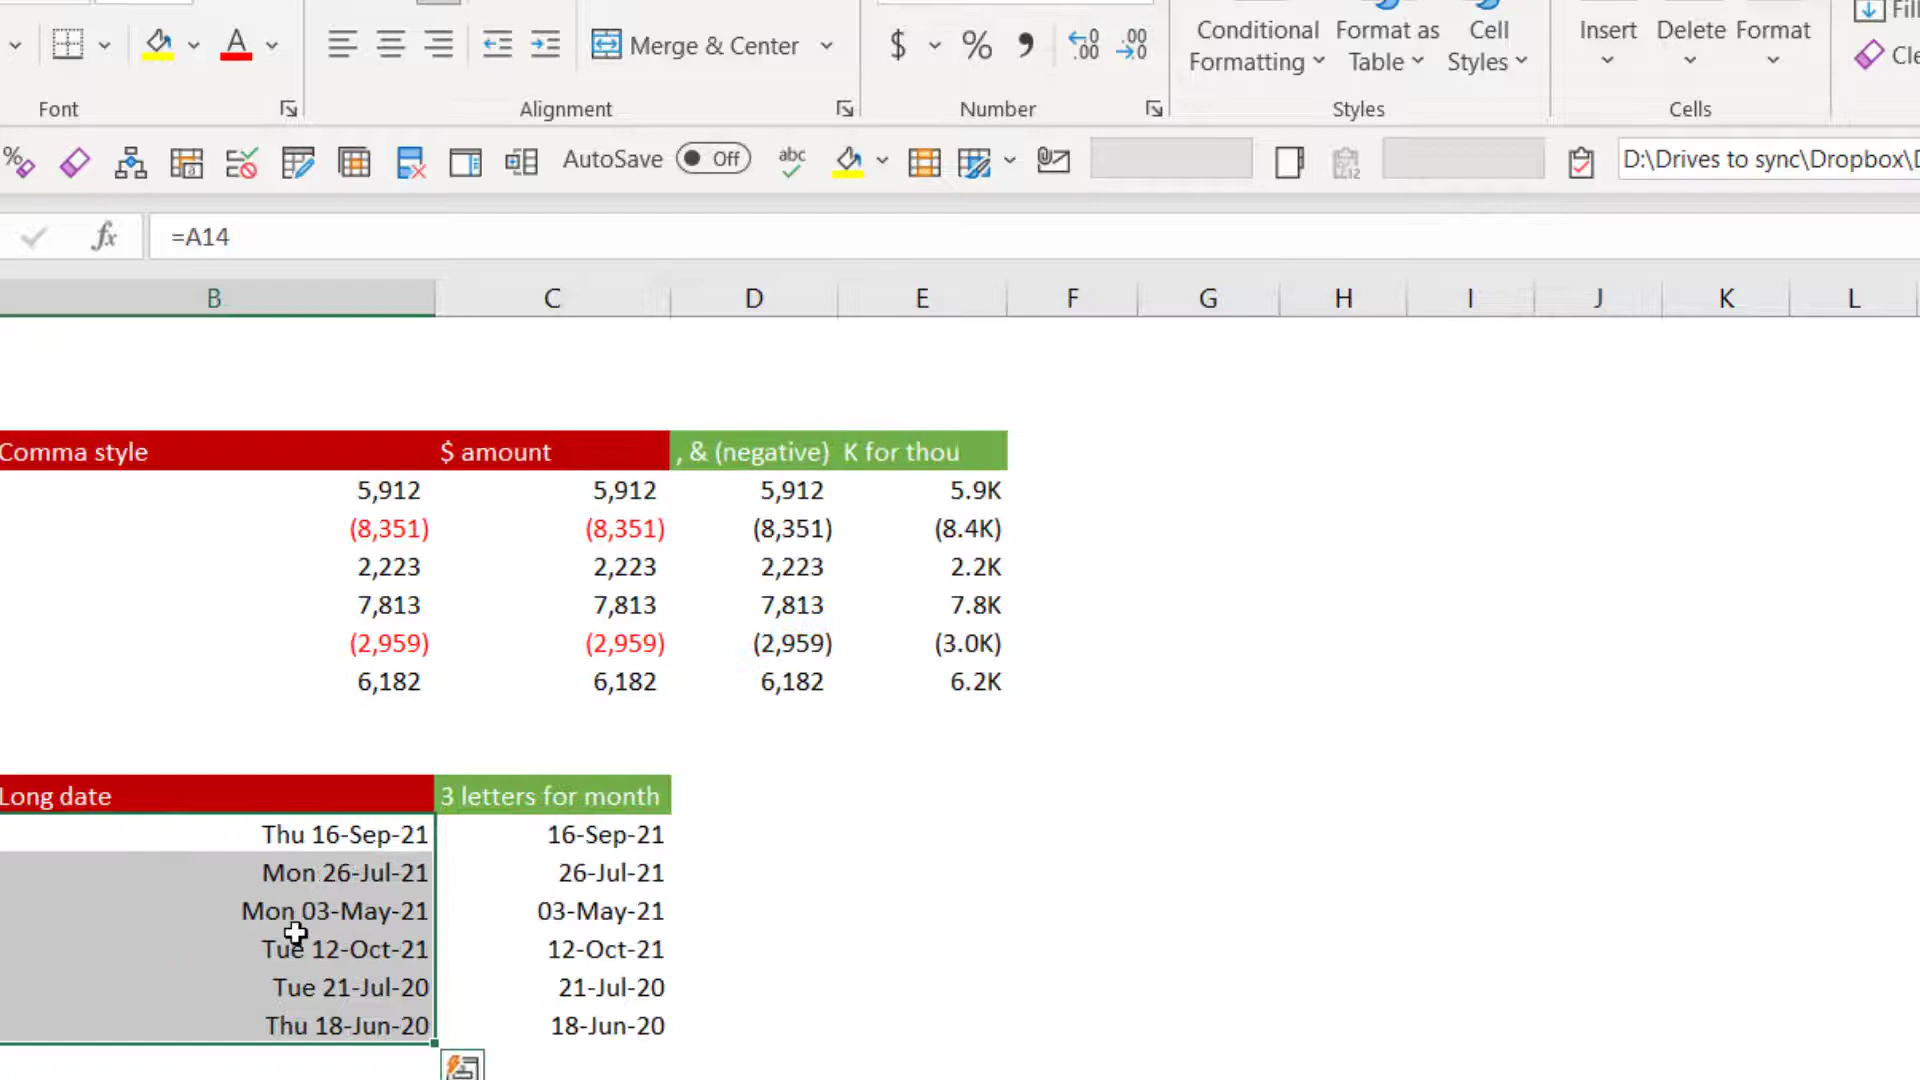 Merge & Center
$ % 9
Conditional Formatting
Format as Table
Cell Styles
Insert
Delete
Format
Font
Alignment
Number
Styles
Cells
AutoSave Off
abc
D:\Drives to sync\Dropbox\
fx
=A14
B C D E F G H I J K L
Comma style $ amount , & (negative) K for thou
5,912 5,912 5,912 5.9K
(8,351) (8,351) (8,351) (8.4K)
2,223 2,223 2,223 2.2K
7,813 7,813 7,813 7.8K
(2,959) (2,959) (2,959) (3.0K)
6,182 6,182 6,182 6.2K
Long date 3 letters for month
Thu 16-Sep-21 16-Sep-21
Mon 26-Jul-21 26-Jul-21
Mon 03-May-21 03-May-21
Tue 12-Oct-21 12-Oct-21
Tue 21-Jul-20 21-Jul-20
Thu 18-Jun-20 18-Jun-20